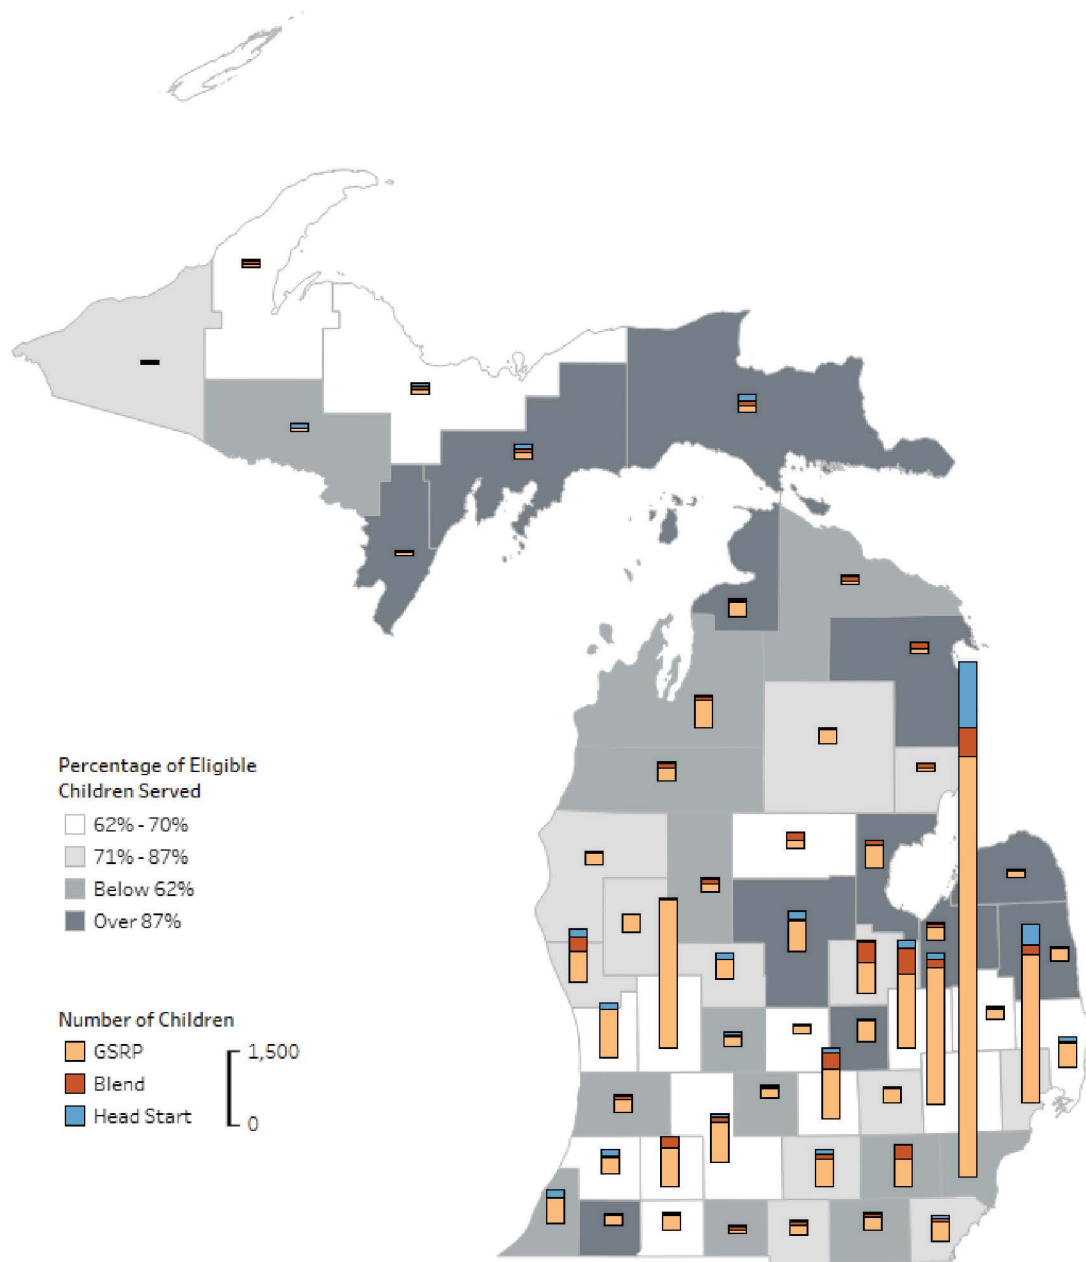 Percentage of Eligible
Children Served
62% - 70%
71% - 87%
Below 62%
Over 87%
Number of Children
GSRP
Blend
Head Start
1,500
0